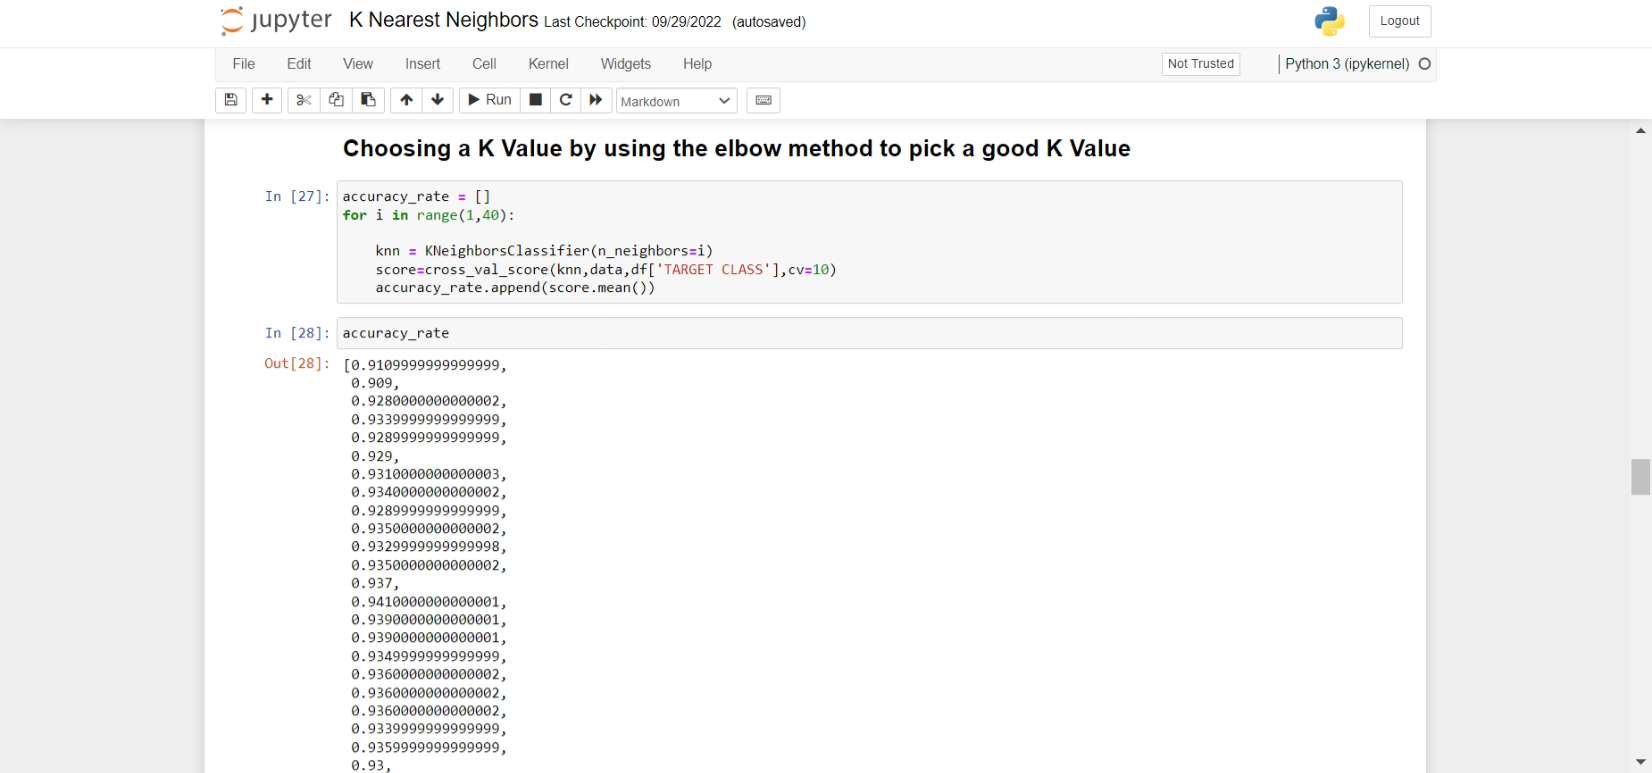 jupyter K Nearest Neighbors Last Checkpoint: 09/29/2022 (autosaved) Logout
File Edit View Insert Cell Kernel Widgets Help Not Trusted Python 3 (ipykernel)
Run Markdown
Choosing a K Value by using the elbow method to pick a good K Value
In [27]: accuracy_rate = []
for i in range(1,40):
knn = KNeighborsClassifier(n_neighbors=i)
score=cross_val_score(knn,data,df['TARGET CLASS'],cv=10)
accuracy_rate.append(score.mean())
In [28]: accuracy_rate
Out[28]: [0.9109999999999999,
0.909,
0.9280000000000002,
0.9339999999999999,
0.9289999999999999,
0.929,
0.9310000000000003,
0.9340000000000002,
0.9289999999999999,
0.9350000000000002,
0.9329999999999998,
0.9350000000000002,
0.937,
0.9410000000000001,
0.9390000000000001,
0.9390000000000001,
0.9349999999999999,
0.9360000000000002,
0.9360000000000002,
0.9360000000000002,
0.9339999999999999,
0.9359999999999999,
0.93,